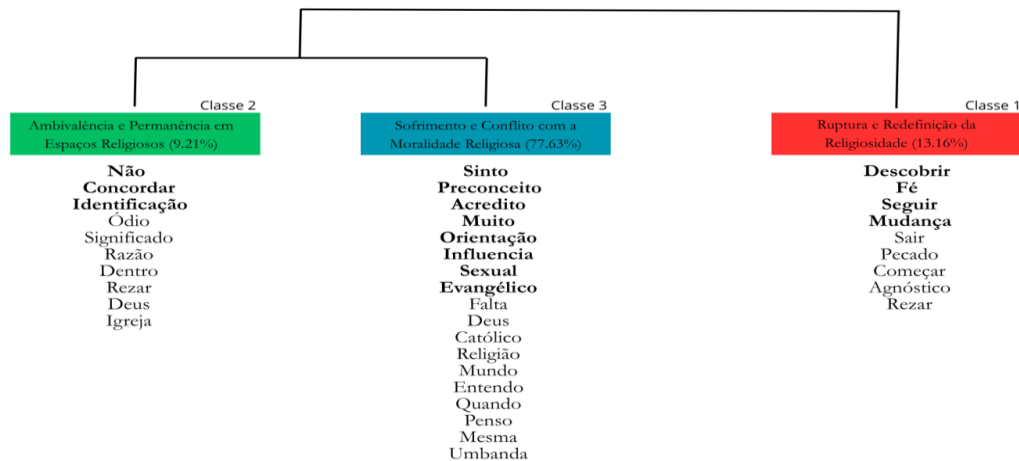 Classe 2
Ambivalência e Permanência em
Espaços Religiosos (9.21%)
Não
Concordar
Identificação
Ódio
Significado
Razão
Dentro
Rezar
Deus
Igreja
Classe 3
Sofrimento e Conflito com a
Moralidade Religiosa (77.63%)
Sinto
Preconceito
Acredito
Muito
Orientação
Influencia
Sexual
Evangélico
Falta
Deus
Católico
Religião
Mundo
Entendo
Quando
Penso
Mesma
Umbanda
Classe 1
Ruptura e Redefinição da
Religiosidade (13.16%)
Descobrir
Fé
Seguir
Mudança
Sair
Pecado
Começar
Agnóstico
Rezar